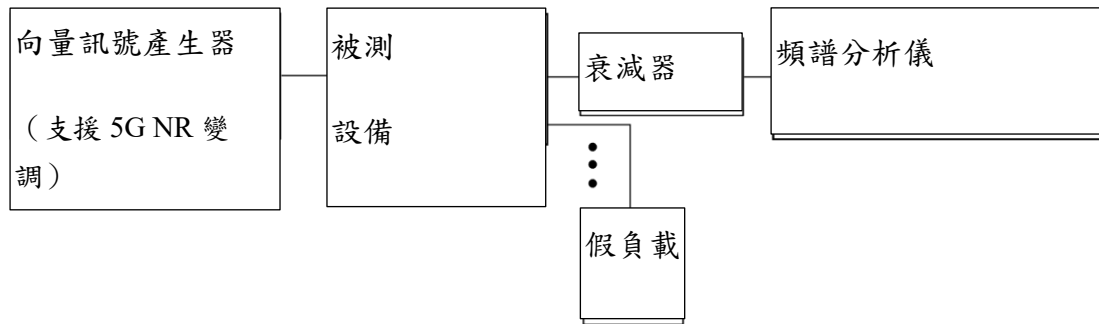 向量訊號產生器
（支援 5G NR 變
調）
被測
設備
衰減器
頻譜分析儀
假負載